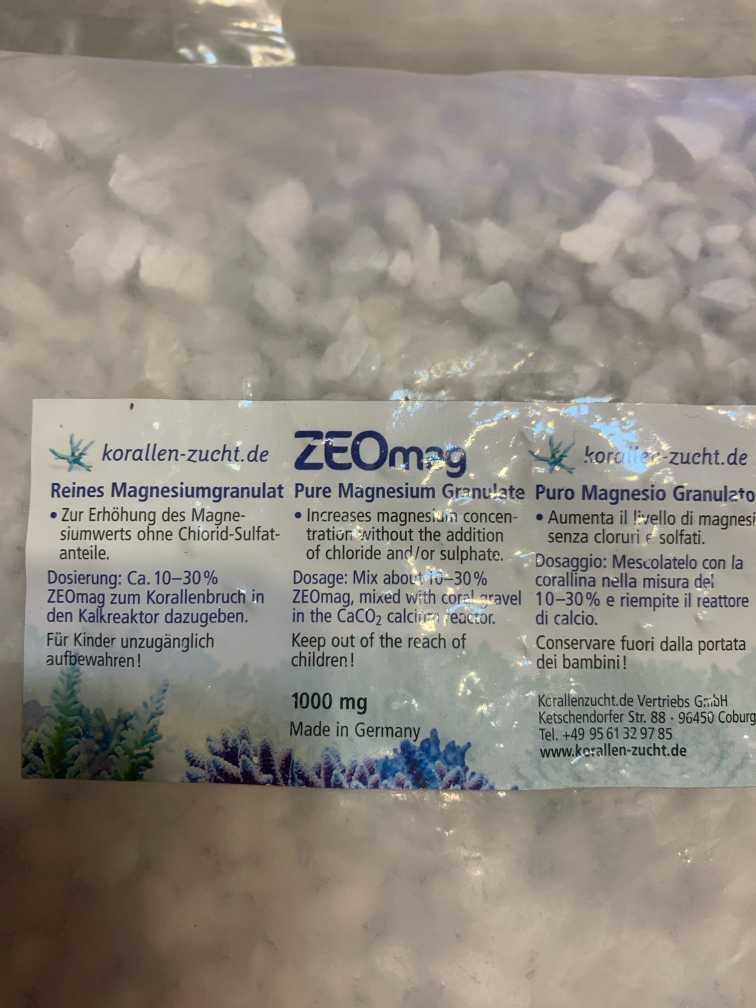 korallen-zucht.de
Reines Magnesiumgranulat
• Zur Erhöhung des Magne-
siumwerts ohne Chlorid-Sulfat-
anteile.
Dosierung: Ca. 10–30 %
ZEOmag zum Korallenbruch in
den Kalkreaktor dazugeben.
Für Kinder unzugänglich
aufbewahren!
ZEOmag
Pure Magnesium Granulate
• Increases magnesium concen-
tration without the addition
of chloride and/or sulphate.
Dosage: Mix about 10–30%
ZEOmag, mixed with coral gravel
in the CaCO₂ calcium reactor.
Keep out of the reach of
children!
1000 mg
Made in Germany
korallen-zucht.de
Puro Magnesio Granulato
• Aumenta il livello di magnesi
senza cloruri e solfati.
Dosaggio: Mescolatelo con la
corallina nella misura del
10–30% e riempite il reattore
di calcio.
Conservare fuori dalla portata
dei bambini!
Korallenzucht.de Vertriebs GmbH
Ketschendorfer Str. 88 · 96450 Coburg
Tel. +49 95 61 32 97 85
www.korallen-zucht.de